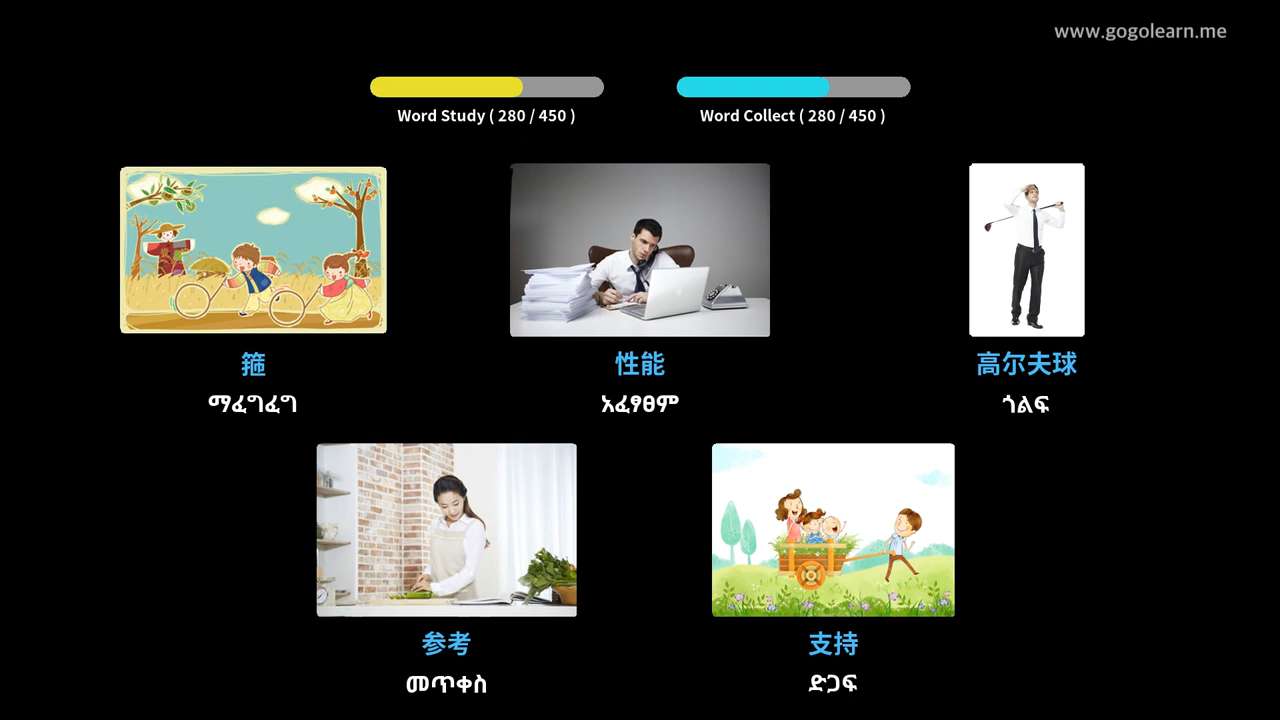 www.gogolearn.me
Word Study ( 280 / 450 )
Word Collect ( 280 / 450 )
箍
ማፈግፈግ
性能
አፈፃፀም
高尔夫球
ጎልፍ
参考
መጥቀስ
支持
ድጋፍ